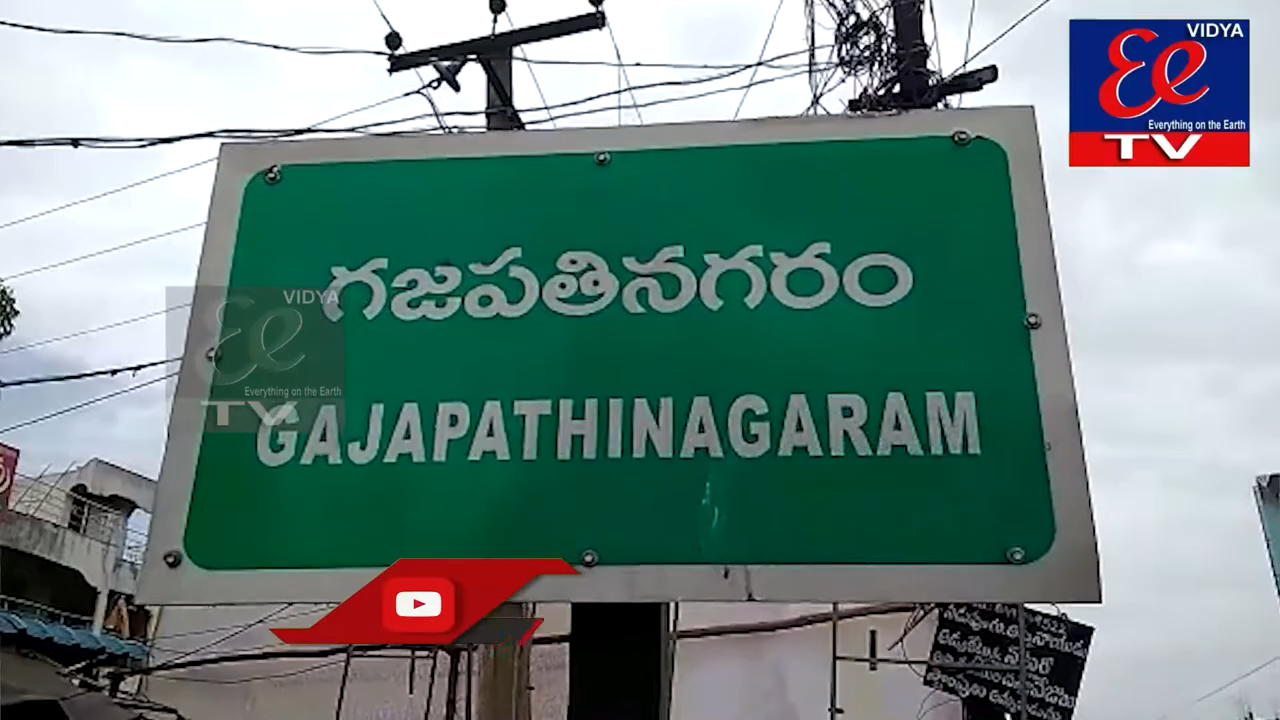 VIDYA
Ee
Everything on the Earth
TV
గజపతినగరం
VIDYA
Ee
Everything on the Earth
TV
GAJAPATHINAGARAM